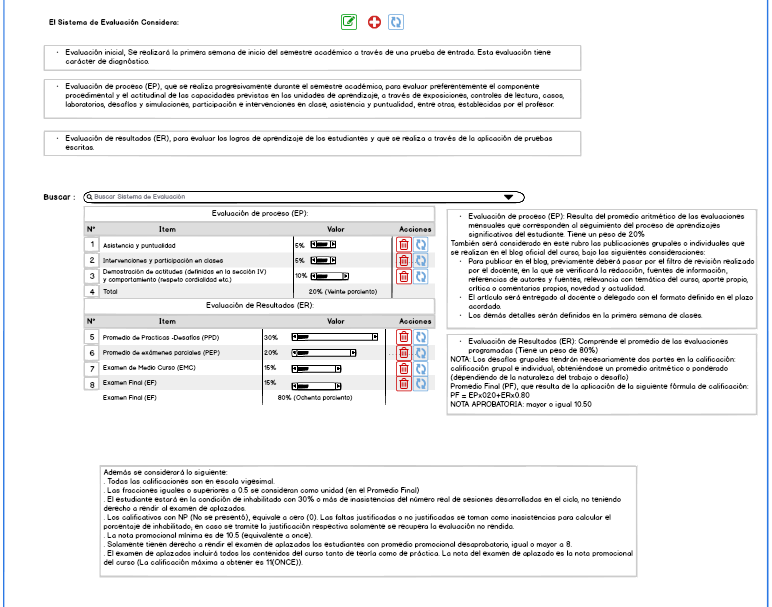 El Sistema de Evaluación Considera:
· Evaluación inicial, Se realizará la primera semana de inicio del semestre académico a través de una prueba de entrada. Esta evaluación tiene
carácter de diagnóstico.
· Evaluación de proceso (EP), que se realiza progresivamente durante el semestre académico, para evaluar preferentemente el componente
procedimental y el actitudinal de las capacidades previstas en las unidades de aprendizaje, a través de exposiciones, controles de lectura, casos,
laboratorios, desafíos y simulaciones, participación e intervenciones en clase, asistencia y puntualidad, entre otras, establecidas por el profesor.
· Evaluación de resultados (ER), para evaluar los logros de aprendizaje de los estudiantes y que se realiza a través de la aplicación de pruebas
escritas.
Buscar : Buscar Sistema de Evaluación
Evaluación de proceso (EP):
N° Item Valor Acciones
1 Asistencia y puntualidad 5%
2 Intervenciones y participación en clases 5%
3 Demostración de actitudes (definidas en la sección IV)
y comportamiento (respeto cordialidad etc.) 10%
4 Total 20% (Veinte porciento)
Evaluación de Resultados (ER):
N° Item Valor Acciones
5 Promedio de Practicas -Desafíos (PPD) 30%
6 Promedio de exámenes parciales (PEP) 20%
7 Examen de Medio Curso (EMC) 15%
8 Examen Final (EF) 15%
Examen Final (EF) 80% (Ochenta porciento)
· Evaluación de proceso (EP): Resulta del promedio aritmético de las evaluaciones
mensuales que corresponden al seguimiento del proceso de aprendizajes
significativos del estudiante. Tiene un peso de 20%
También será considerado en este rubro las publicaciones grupales o individuales que
se realizan en el blog oficial del curso, bajo las siguientes consideraciones:
· Para publicar en el blog, previamente deberá pasar por el filtro de revisión realizado
por el docente, en la que se verificará la redacción, fuentes de información,
referencias de autores y fuentes, relevancia con temática del curso, aporte propio,
crítica o comentarios propios, novedad y actualidad.
· El artículo será entregado al docente o delegado con el formato definido en el plazo
acordado.
· Los demás detalles serán definidos en la primera semana de clases.
· Evaluación de Resultados (ER): Comprende el promedio de las evaluaciones
programadas (Tiene un peso de 80%)
NOTA: Los desafíos grupales tendrán necesariamente dos partes en la calificación:
calificación grupal e individual, obteniéndose un promedio aritmético o ponderado
(dependiendo de la naturaleza del trabajo o desafío)
Promedio Final (PF), que resulta de la aplicación de la siguiente fórmula de calificación:
PF = EPx020+ERx0.80
NOTA APROBATORIA: mayor o igual 10.50
Además se considerará lo siguiente:
. Todas las calificaciones son en escala vigesimal.
. Las fracciones iguales o superiores a 0.5 se consideran como unidad (en el Promedio Final)
. El estudiante estará en la condición de inhabilitado con 30% o más de inasistencias del número real de sesiones desarrolladas en el ciclo, no teniendo
derecho a rendir al examen de aplazados.
. Los calificativos con NP (No se presentó), equivale a cero (0). Las faltas justificadas o no justificadas se toman como inasistencias para calcular el
porcentaje de inhabilitado, en caso se tramite la justificación respectiva solamente se recupera la evaluación no rendida.
. La nota promocional mínima es de 10.5 (equivalente a once).
. Solamente tienen derecho a rendir el examen de aplazados los estudiantes con promedio promocional desaprobatorio, igual o mayor a 8.
. El examen de aplazados incluirá todos los contenidos del curso tanto de teoría como de práctica. La nota del examen de aplazado es la nota promocional
del curso (La calificación máxima a obtener es 11(ONCE)).